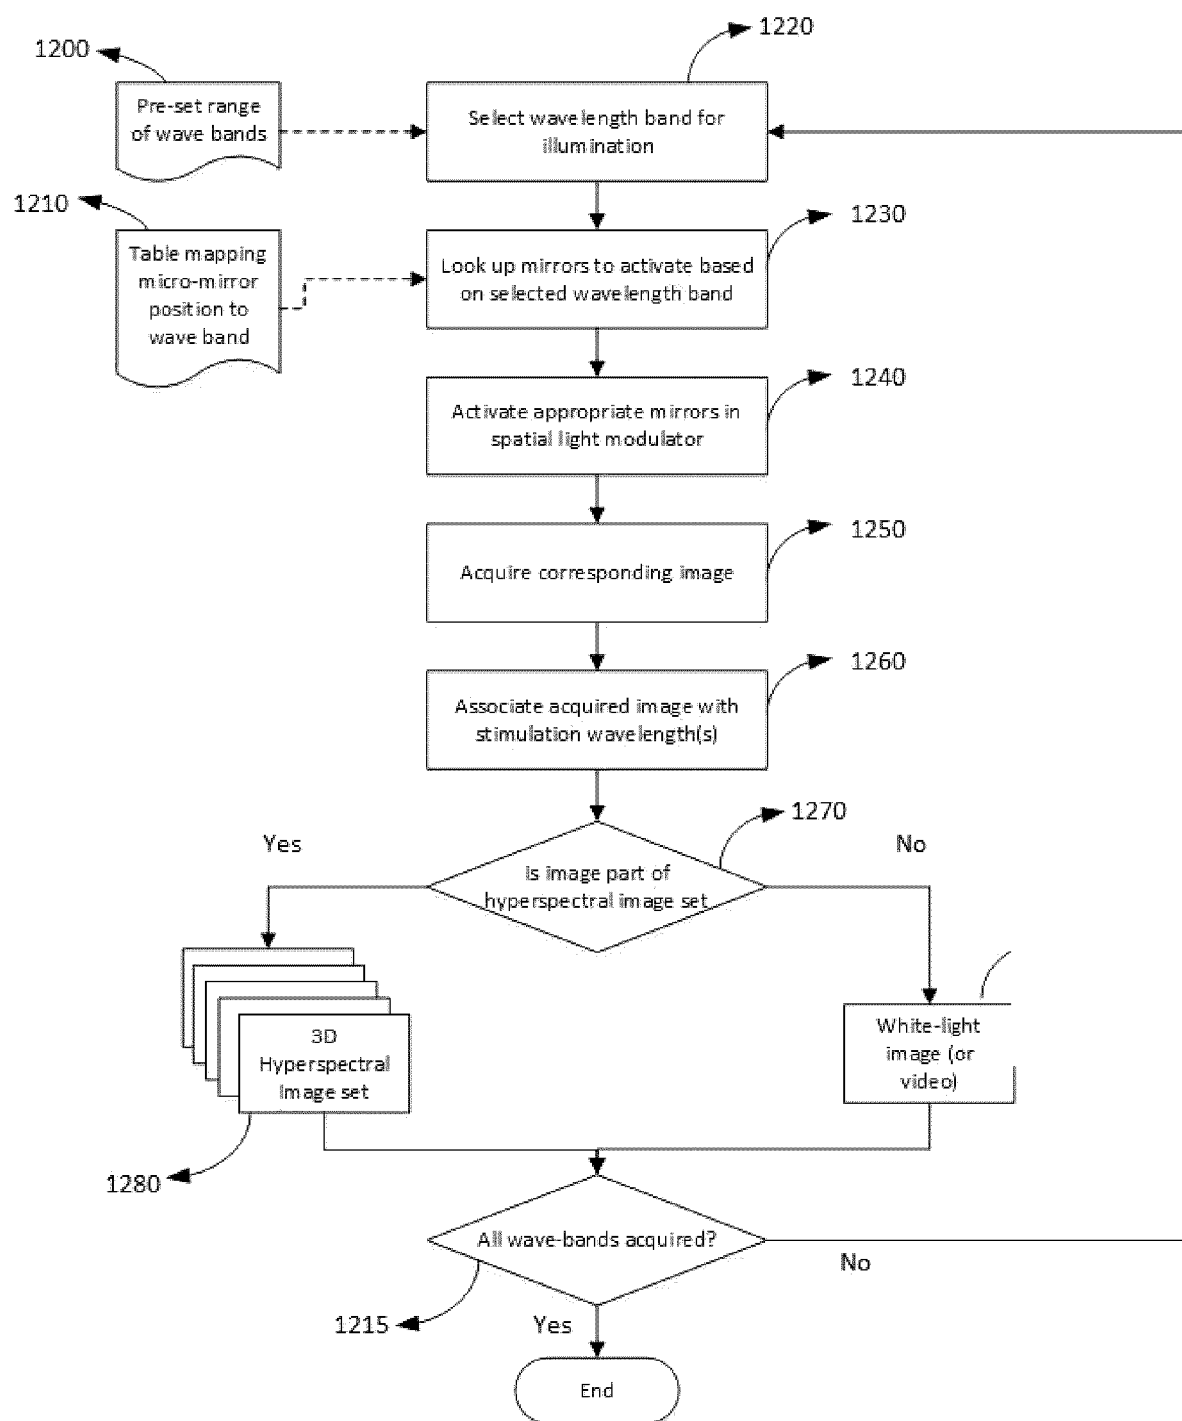 1220
1200
Pre-set range
of wave bands
Select wavelength band for
illumination
1210
1230
Table mapping
micro-mirror
position to
wave band
Look up mirrors to activate based
on selected wavelength band
1240
Activate appropriate mirrors in
spatial light modulator
1250
Acquire corresponding image
1260
Associate acquired image with
stimulation wavelength(s)
1270
Yes
No
Is image part of
hyperspectral image set
3D
Hyperspectral
Image set
White-light
image (or
video)
1280
All wave-bands acquired?
No
1215
Yes
End